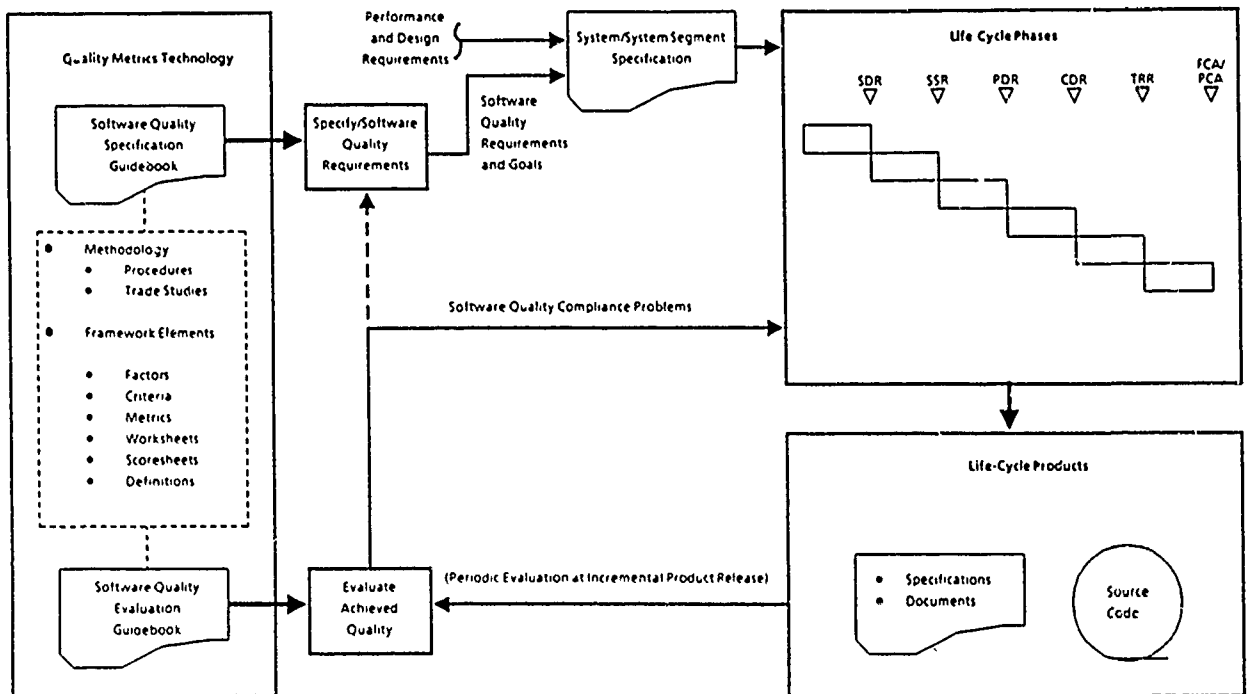 Quality Metrics Technology
Software Quality
Specification
Guidebook
• Methodology
• Procedures
• Trade Studies
• Framework Elements
• Factors
• Criteria
• Metrics
• Worksheets
• Scoresheets
• Definitions
Software Quality
Evaluation
Guidebook
Performance
and Design
Requirements
Specify/Software
Quality
Requirements
Software
Quality
Requirements
and Goals
System/System Segment
Specification
Software Quality Compliance Problems
Evaluate
Achieved
Quality
(Periodic Evaluation at Incremental Product Release)
Life Cycle Phases
SDR
SSR
PDR
CDR
TRR
FCA/
PCA
Life-Cycle Products
• Specifications
• Documents
Source
Code